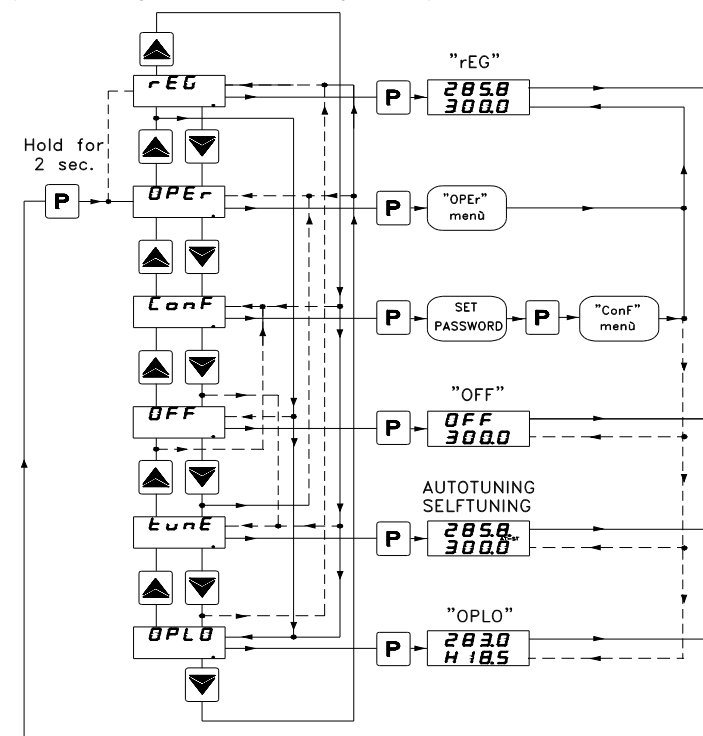 "rEG"
rEG
P
285.8
300.0
Hold for
2 sec.
P
OPEr
P
"OPEr"
menù
ConF
P
SET
PASSWORD
P
"ConF"
menù
"OFF"
OFF
P
OFF
300.0
AUTOTUNING
SELFTUNING
tunE
P
285.8
300.0
"OPLO"
OPLO
P
283.0
H 18.5